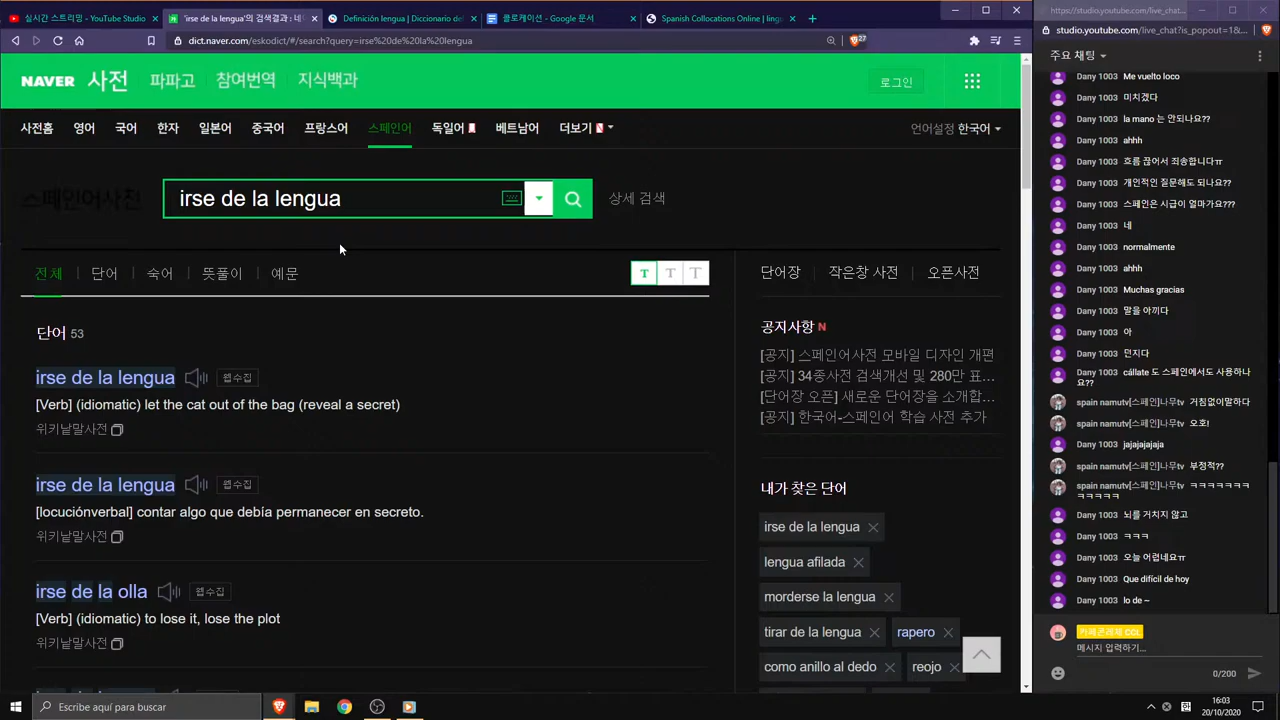 실시간 스트리밍 - YouTube Studio
'irse de la lengua'의 검색결과 : 네
Definición lengua | Diccionario de
클로케이션 - Google 문서
Spanish Collocations Online | lingu
https://studio.youtube.com/live_chat?is_popout=1&...
dict.naver.com/eskodict/#/search?query=irse%20de%20la%20lengua
27
studio.youtube.com/live_chat?is_popout=1&...
NAVER 사전 파파고 참여번역 지식백과
로그인
사전홈 영어 국어 한자 일본어 중국어 프랑스어 스페인어 독일어 베트남어 더보기 N
언어설정 한국어
스페인어사전
irse de la lengua
상세 검색
전체 단어 숙어 뜻풀이 예문
T T T
단어장 작은창 사전 오픈사전
단어 53
irse de la lengua 웹수집
[Verb] (idiomatic) let the cat out of the bag (reveal a secret)
위키낱말사전
irse de la lengua 웹수집
[locuciónverbal] contar algo que debía permanecer en secreto.
위키낱말사전
irse de la olla 웹수집
[Verb] (idiomatic) to lose it, lose the plot
위키낱말사전
공지사항 N
[공지] 스페인어사전 모바일 디자인 개편
[공지] 34종사전 검색개선 및 280만 표...
[단어장 오픈] 새로운 단어장을 소개합...
[공지] 한국어-스페인어 학습 사전 추가
내가 찾은 단어
irse de la lengua
lengua afilada
morderse la lengua
tirar de la lengua rapero
como anillo al dedo reojo
주요 채팅
Dany 1003 Me vuelto loco
Dany 1003 미치겠다
Dany 1003 la mano 는 안되나요??
Dany 1003 ahhh
Dany 1003 흐름 끊어서 죄송합니다ㅠ
Dany 1003 개인적인 질문해도 되나요??
Dany 1003 스페인은 시급이 얼마가요???
Dany 1003 네
Dany 1003 normalmente
Dany 1003 ahhh
Dany 1003 Muchas gracias
Dany 1003 말을 아끼다
Dany 1003 아
Dany 1003 던지다
Dany 1003 cállate 도 스페인에서도 사용하나
요??
spain namutv[스페인]나무tv 거침없이말하다
spain namutv[스페인]나무tv 오호!
Dany 1003 jajajajajaja
spain namutv[스페인]나무tv 부정적??
spain namutv[스페인]나무tv ㅋㅋㅋㅋㅋㅋㅋ
ㅋㅋㅋㅋㅋㅋ
Dany 1003 뇌를 거치지 않고
Dany 1003 ㅋㅋㅋ
Dany 1003 오늘 어렵네요ㅠ
Dany 1003 Que difícil de hoy
Dany 1003 lo de ~
메시지 입력하기...
0/200
Escribe aquí para buscar
16:03
20/10/2020